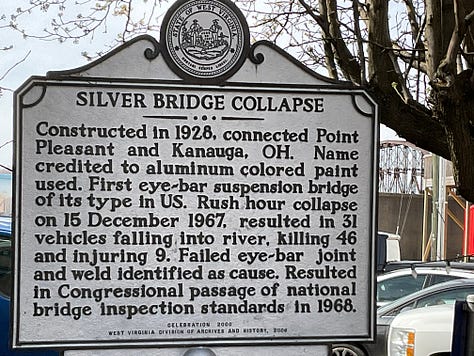 STATE OF WEST VIRGINIA
SILVER BRIDGE COLLAPSE
Constructed in 1928, connected Point
Pleasant and Kanauga, OH. Name
credited to aluminum colored paint
used. First eye-bar suspension bridge
of its type in US. Rush hour collapse
on 15 December 1967, resulted in 31
vehicles falling into river, killing 46
and injuring 9. Failed eye-bar joint
and weld identified as cause. Resulted
in Congressional passage of national
bridge inspection standards in 1968.
CELEBRATION 2000
WEST VIRGINIA DIVISION OF ARCHIVES AND HISTORY, 2006